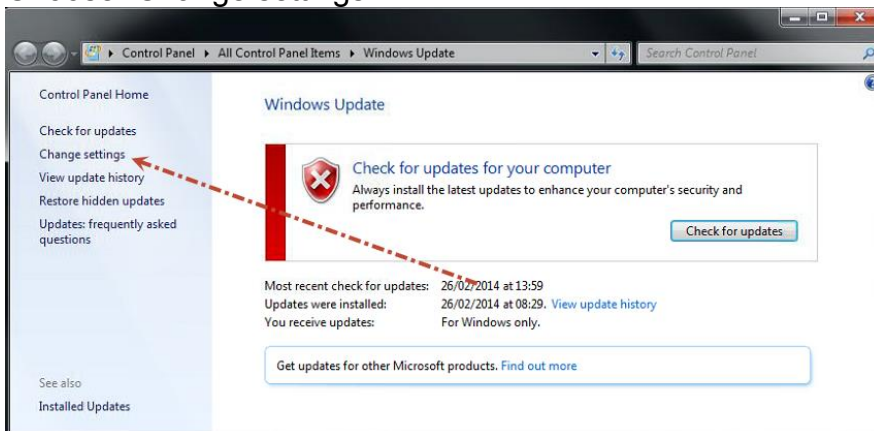 Control Panel ▸ All Control Panel Items ▸ Windows Update
Search Control Panel
Control Panel Home
Check for updates
Change settings
View update history
Restore hidden updates
Updates: frequently asked
questions
See also
Installed Updates
Windows Update
Check for updates for your computer
Always install the latest updates to enhance your computer's security and
performance.
Check for updates
Most recent check for updates: 26/02/2014 at 13:59
Updates were installed: 26/02/2014 at 08:29. View update history
You receive updates: For Windows only.
Get updates for other Microsoft products. Find out more